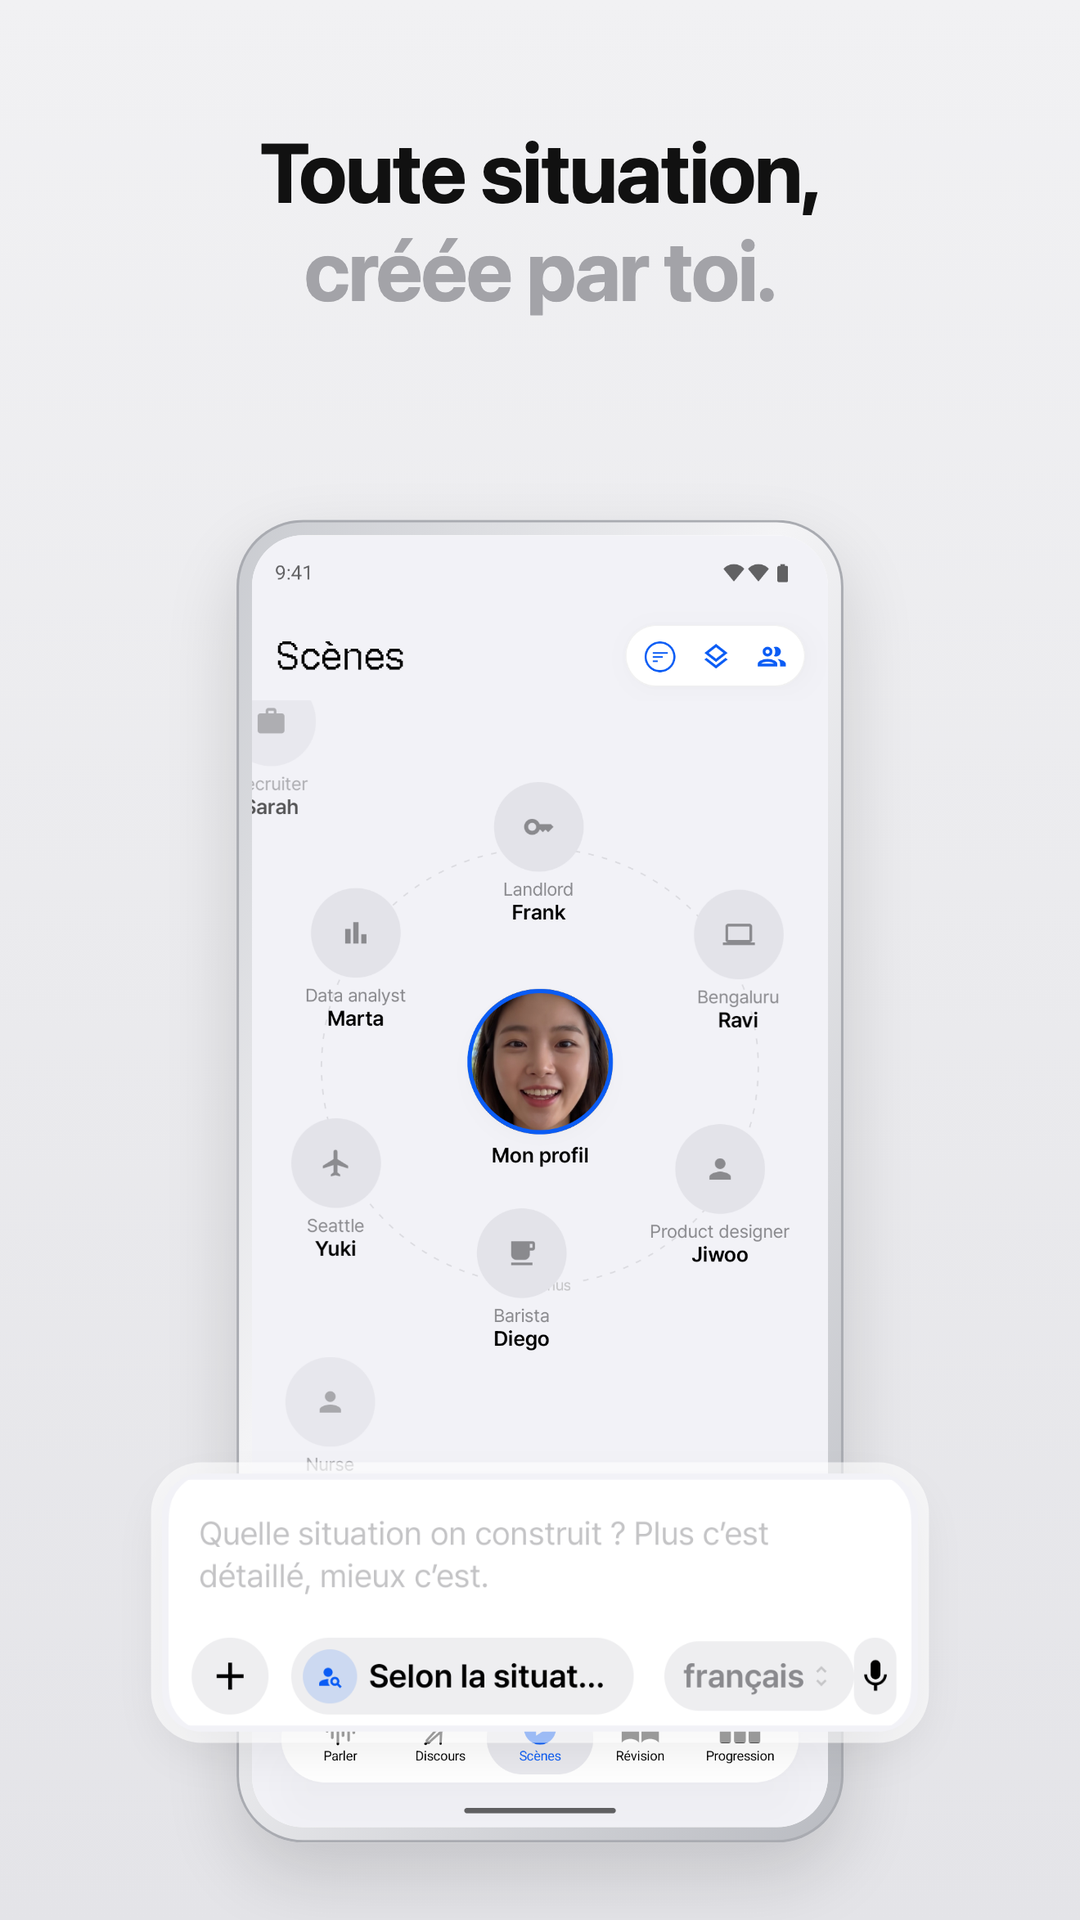 Toute situation,
créée par toi.
9:41
Scènes
ecruiter
Sarah
Landlord
Frank
Data analyst
Marta
Bengaluru
Ravi
Mon profil
Seattle
Yuki
Product designer
Jiwoo
Barista
Diego
Nurse
Quelle situation on construit ? Plus c’est
détaillé, mieux c’est.
Selon la situat...
français
Parler
Discours
Scènes
Révision
Progression